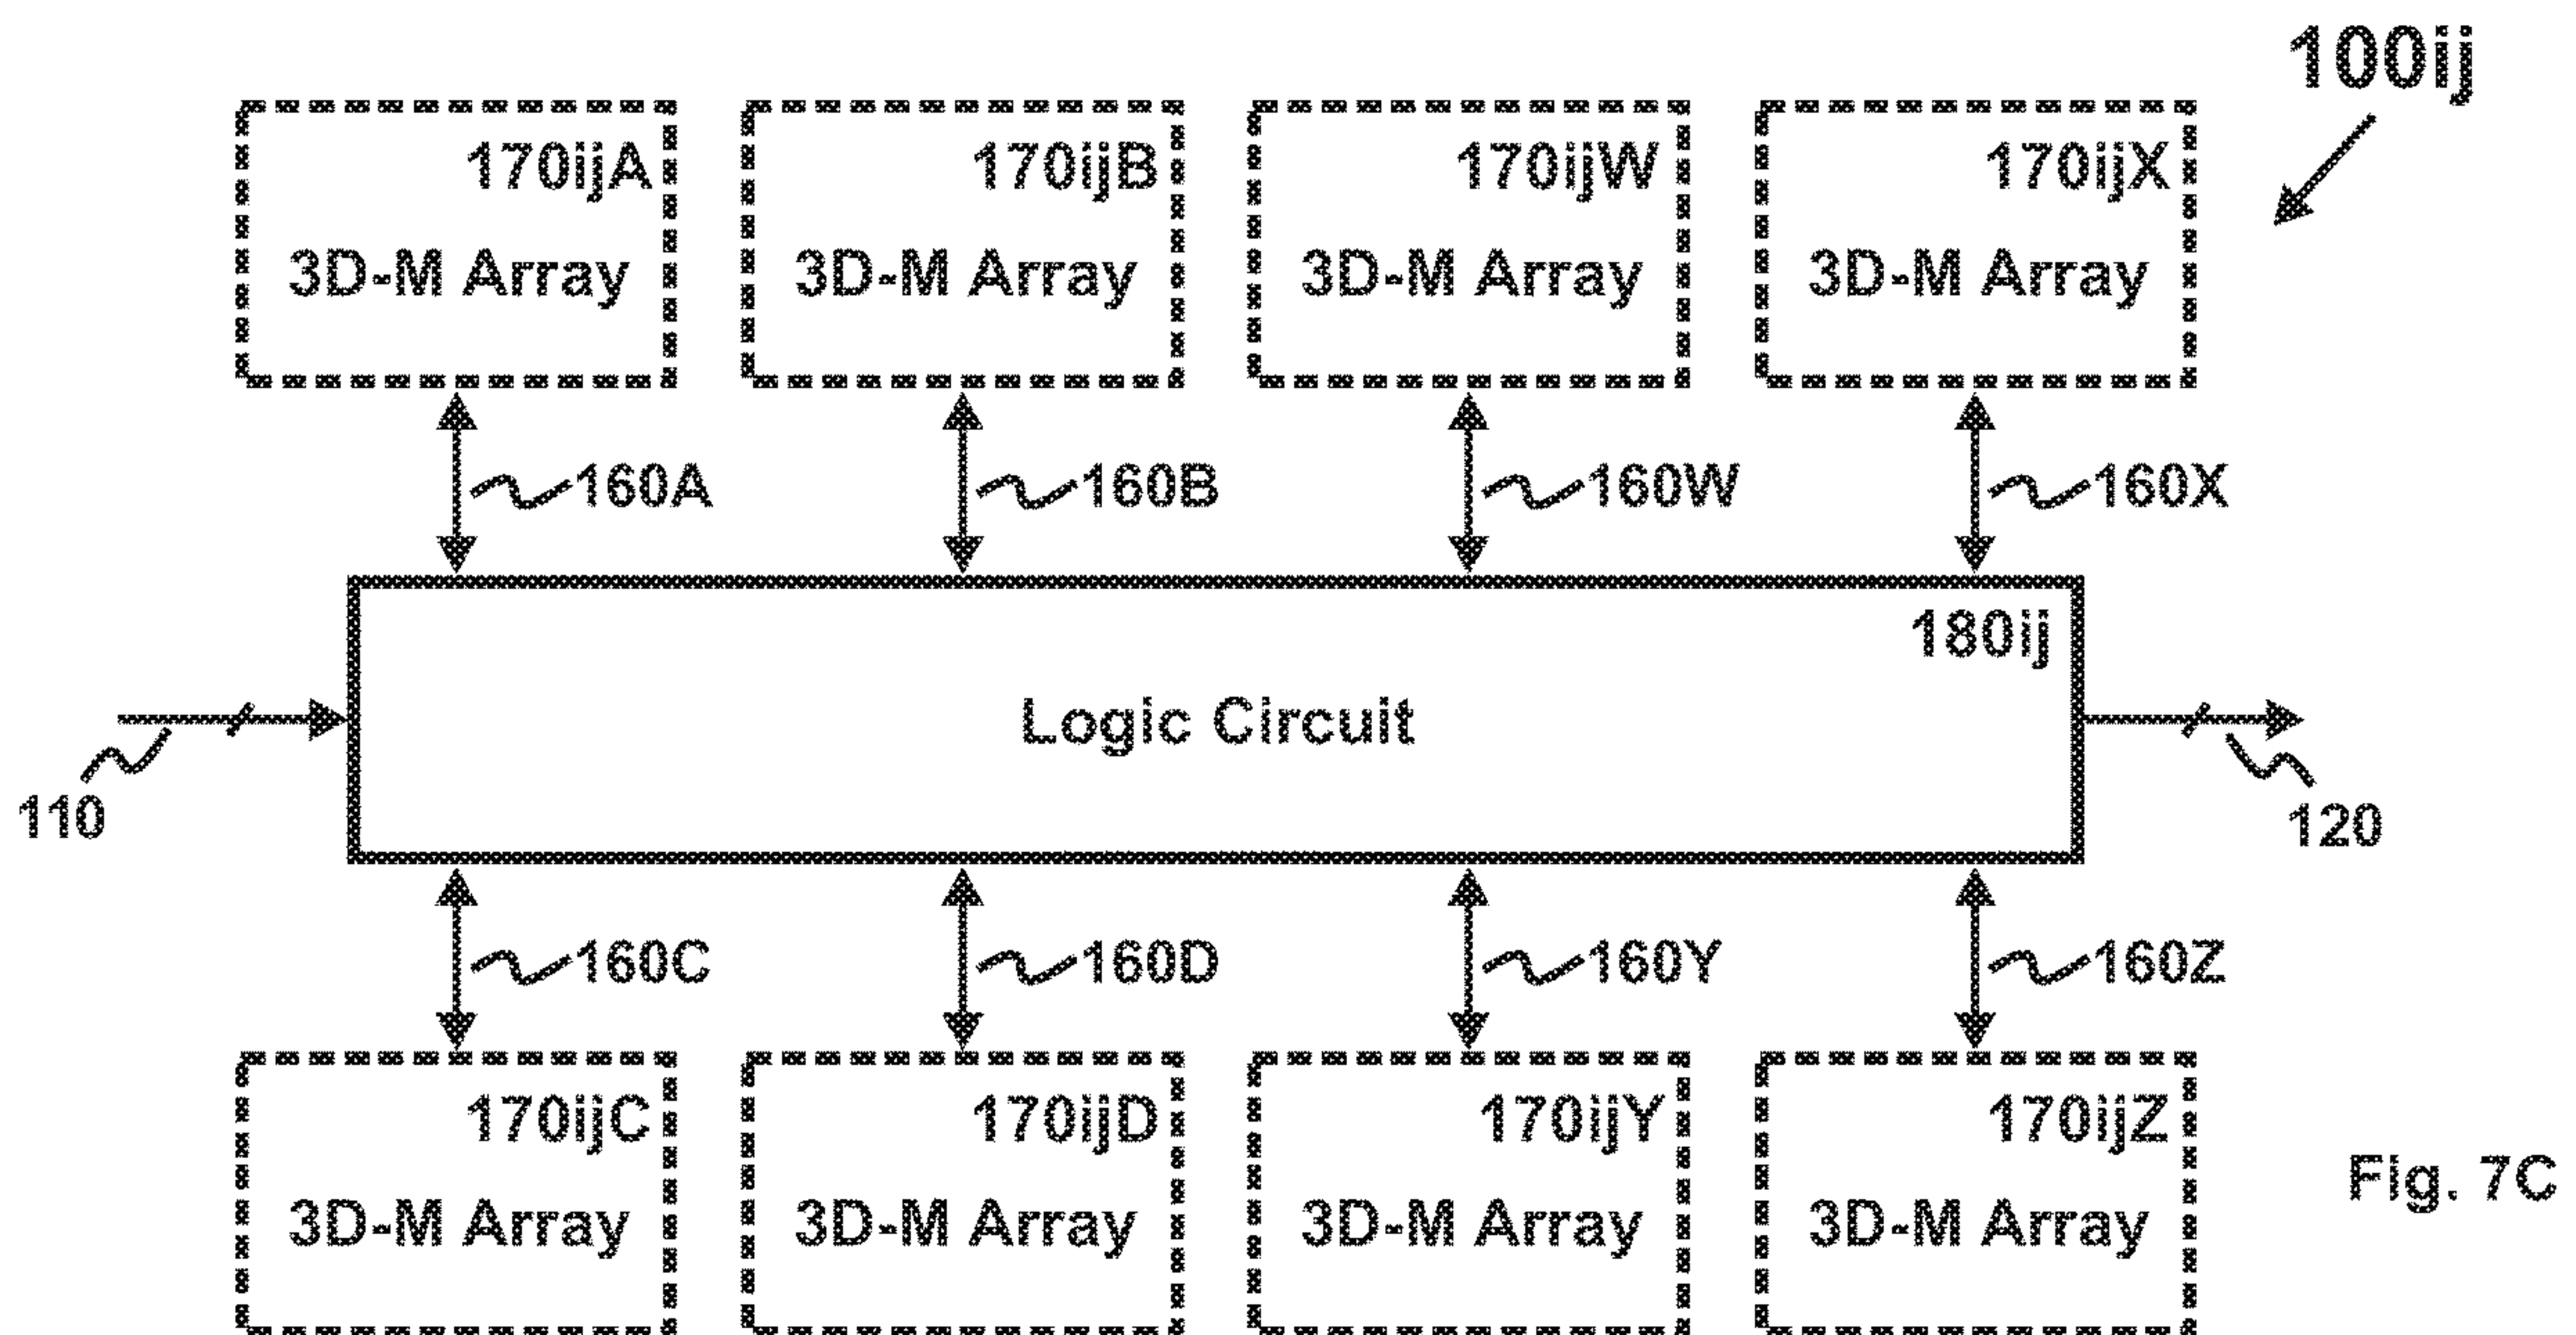 100ij
170ijA
170ijB
170ijW
170ijX
3D-M Array
3D-M Array
3D-M Array
3D-M Array
160A
160B
160W
160X
180ij
Logic Circuit
110
120
160C
160D
160Y
160Z
170ijC
170ijD
170ijY
170ijZ
3D-M Array
3D-M Array
3D-M Array
3D-M Array
Fig. 7C